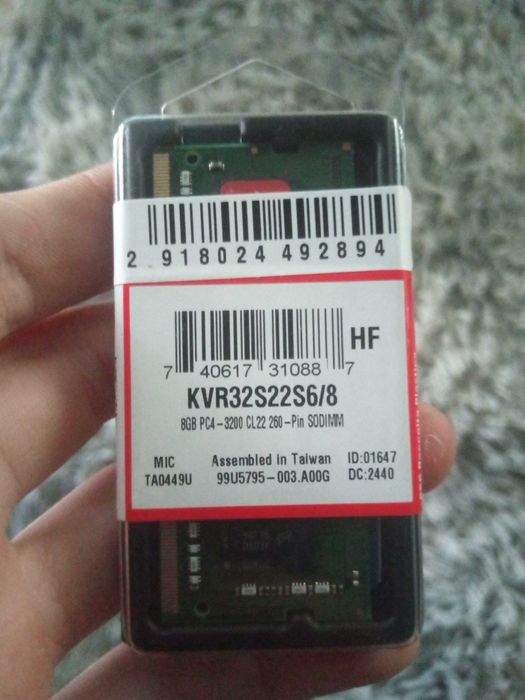 2 918024 492894
HF
7 40617 31088 7
KVR32S22S6/8
8GB PC4-3200 CL22 260-Pin SODIMM
MIC Assembled in Taiwan ID:01647
TA0449U 99U5795-003.A00G DC:2440
Raccolta